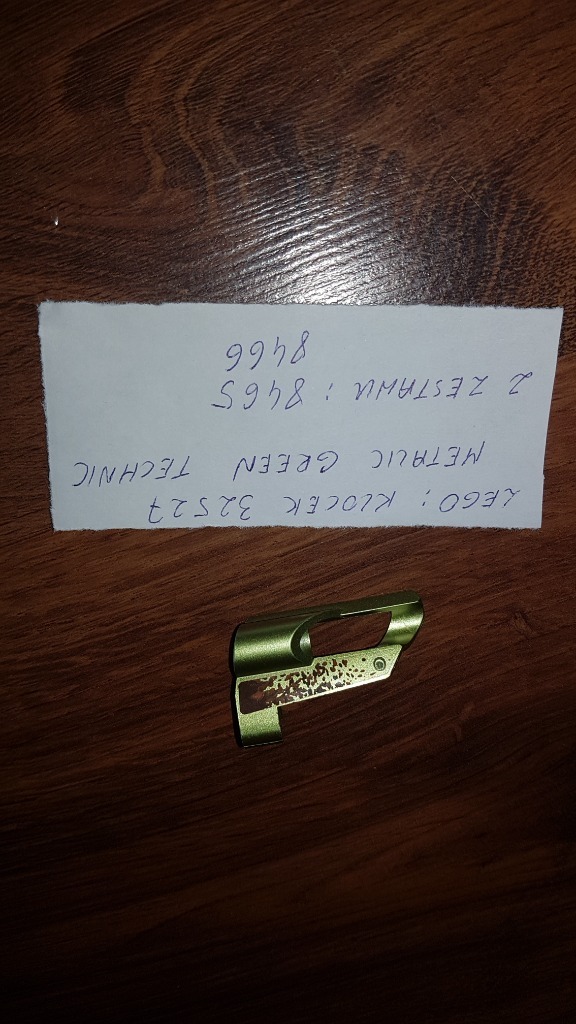 LEGO: KLOCEK 32527
METALIC GREEN TECHNIC
Z ZESTAWU: 8465
8466